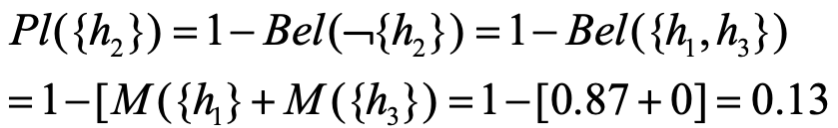 Pl({h₂}) = 1 − Bel(¬{h₂}) = 1 − Bel({h₁, h₃})
= 1 − [M({h₁} + M({h₃}) = 1 − [0.87 + 0] = 0.13